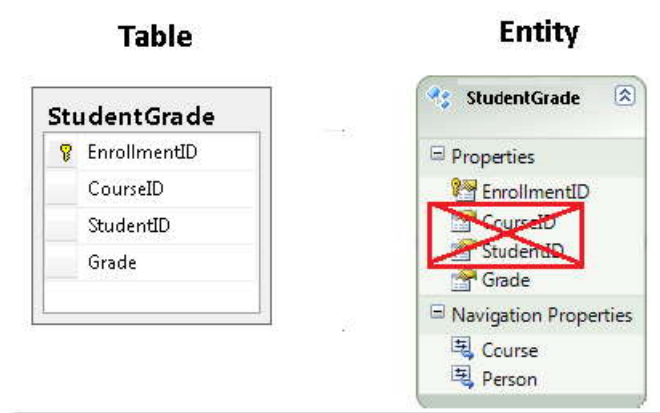 Table
Entity
StudentGrade
EnrollmentID
CourseID
StudentID
Grade
StudentGrade
Properties
EnrollmentID
CourseID
StudentID
Grade
Navigation Properties
Course
Person